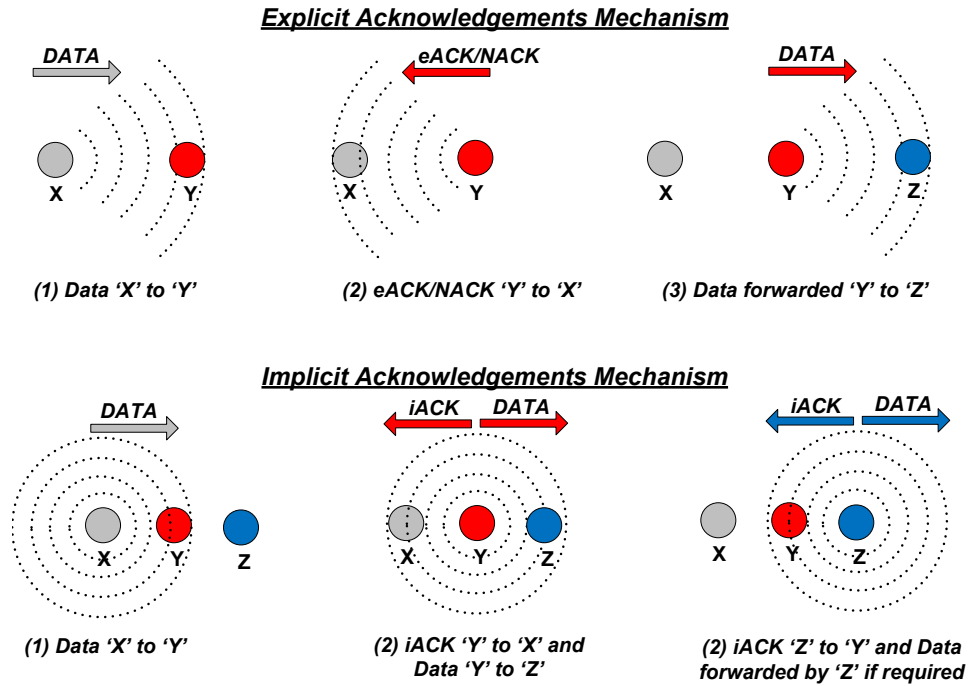 Explicit Acknowledgements Mechanism
DATA
eACK/NACK
DATA
X
Y
X
Y
X
Y
Z
(1) Data ‘X’ to ‘Y’
(2) eACK/NACK ‘Y’ to ‘X’
(3) Data forwarded ‘Y’ to ‘Z’
Implicit Acknowledgements Mechanism
DATA
iACK
DATA
iACK
DATA
X
Y
Z
X
Y
Z
X
Y
Z
(1) Data ‘X’ to ‘Y’
(2) iACK ‘Y’ to ‘X’ and
Data ‘Y’ to ‘Z’
(2) iACK ‘Z’ to ‘Y’ and Data
forwarded by ‘Z’ if required